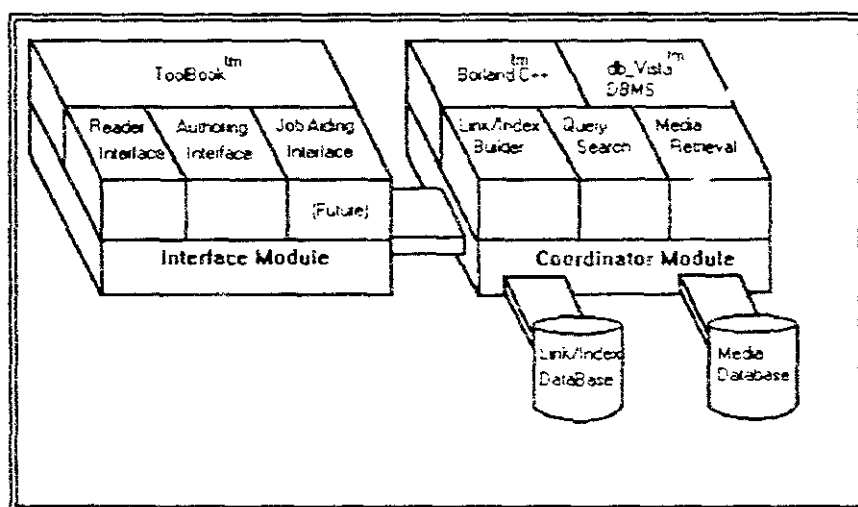 ToolBook tm
Reader
Interface
Authoring
Interface
Job Aiding
Interface
(Future)
Interface Module
Borland C++ tm
db_Vista tm
DBMS
Link/Index
Builder
Query
Search
Media
Retrieval
Coordinator Module
Link/Index
DataBase
Media
Database